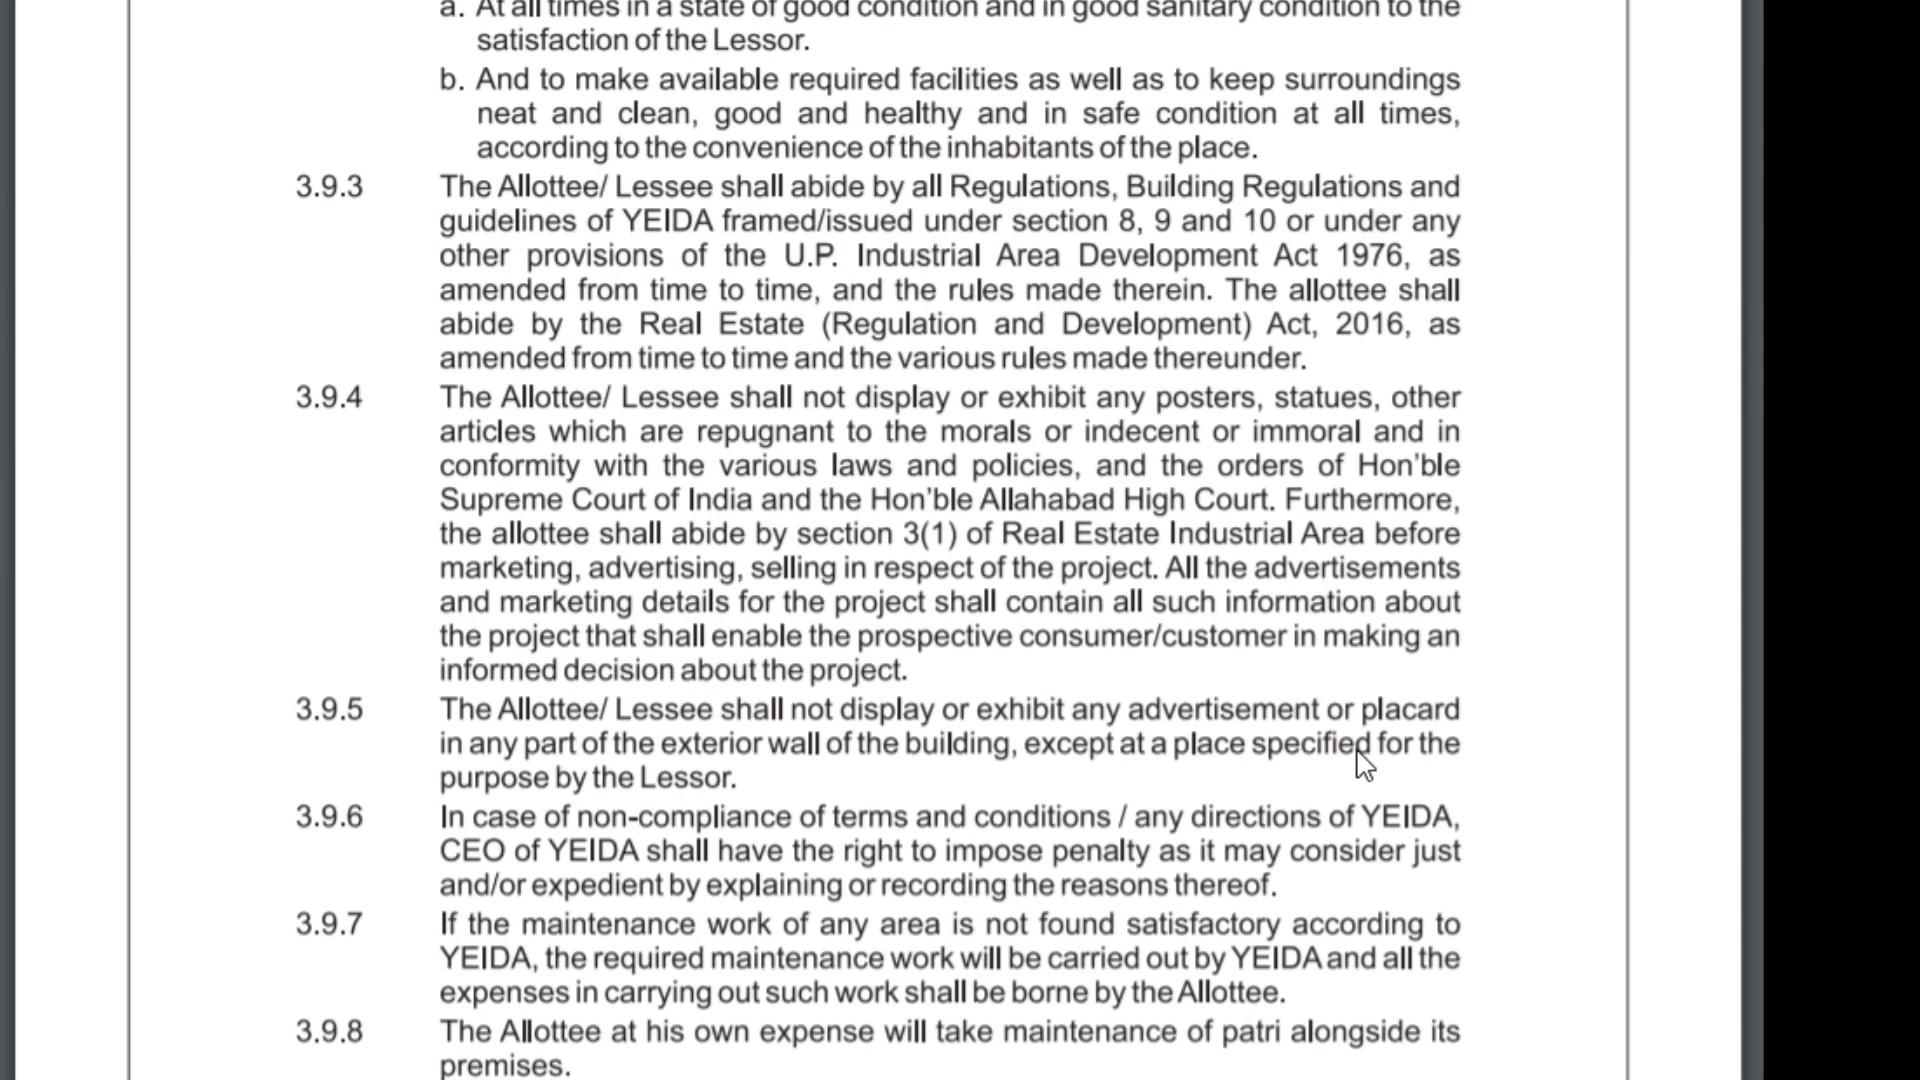 a. At all times in a state of good condition and in good sanitary condition to the
satisfaction of the Lessor.
b. And to make available required facilities as well as to keep surroundings
neat and clean, good and healthy and in safe condition at all times,
according to the convenience of the inhabitants of the place.
3.9.3 The Allottee/ Lessee shall abide by all Regulations, Building Regulations and
guidelines of YEIDA framed/issued under section 8, 9 and 10 or under any
other provisions of the U.P. Industrial Area Development Act 1976, as
amended from time to time, and the rules made therein. The allottee shall
abide by the Real Estate (Regulation and Development) Act, 2016, as
amended from time to time and the various rules made thereunder.
3.9.4 The Allottee/ Lessee shall not display or exhibit any posters, statues, other
articles which are repugnant to the morals or indecent or immoral and in
conformity with the various laws and policies, and the orders of Hon’ble
Supreme Court of India and the Hon’ble Allahabad High Court. Furthermore,
the allottee shall abide by section 3(1) of Real Estate Industrial Area before
marketing, advertising, selling in respect of the project. All the advertisements
and marketing details for the project shall contain all such information about
the project that shall enable the prospective consumer/customer in making an
informed decision about the project.
3.9.5 The Allottee/ Lessee shall not display or exhibit any advertisement or placard
in any part of the exterior wall of the building, except at a place specified for the
purpose by the Lessor.
3.9.6 In case of non-compliance of terms and conditions / any directions of YEIDA,
CEO of YEIDA shall have the right to impose penalty as it may consider just
and/or expedient by explaining or recording the reasons thereof.
3.9.7 If the maintenance work of any area is not found satisfactory according to
YEIDA, the required maintenance work will be carried out by YEIDA and all the
expenses in carrying out such work shall be borne by the Allottee.
3.9.8 The Allottee at his own expense will take maintenance of patri alongside its
premises.